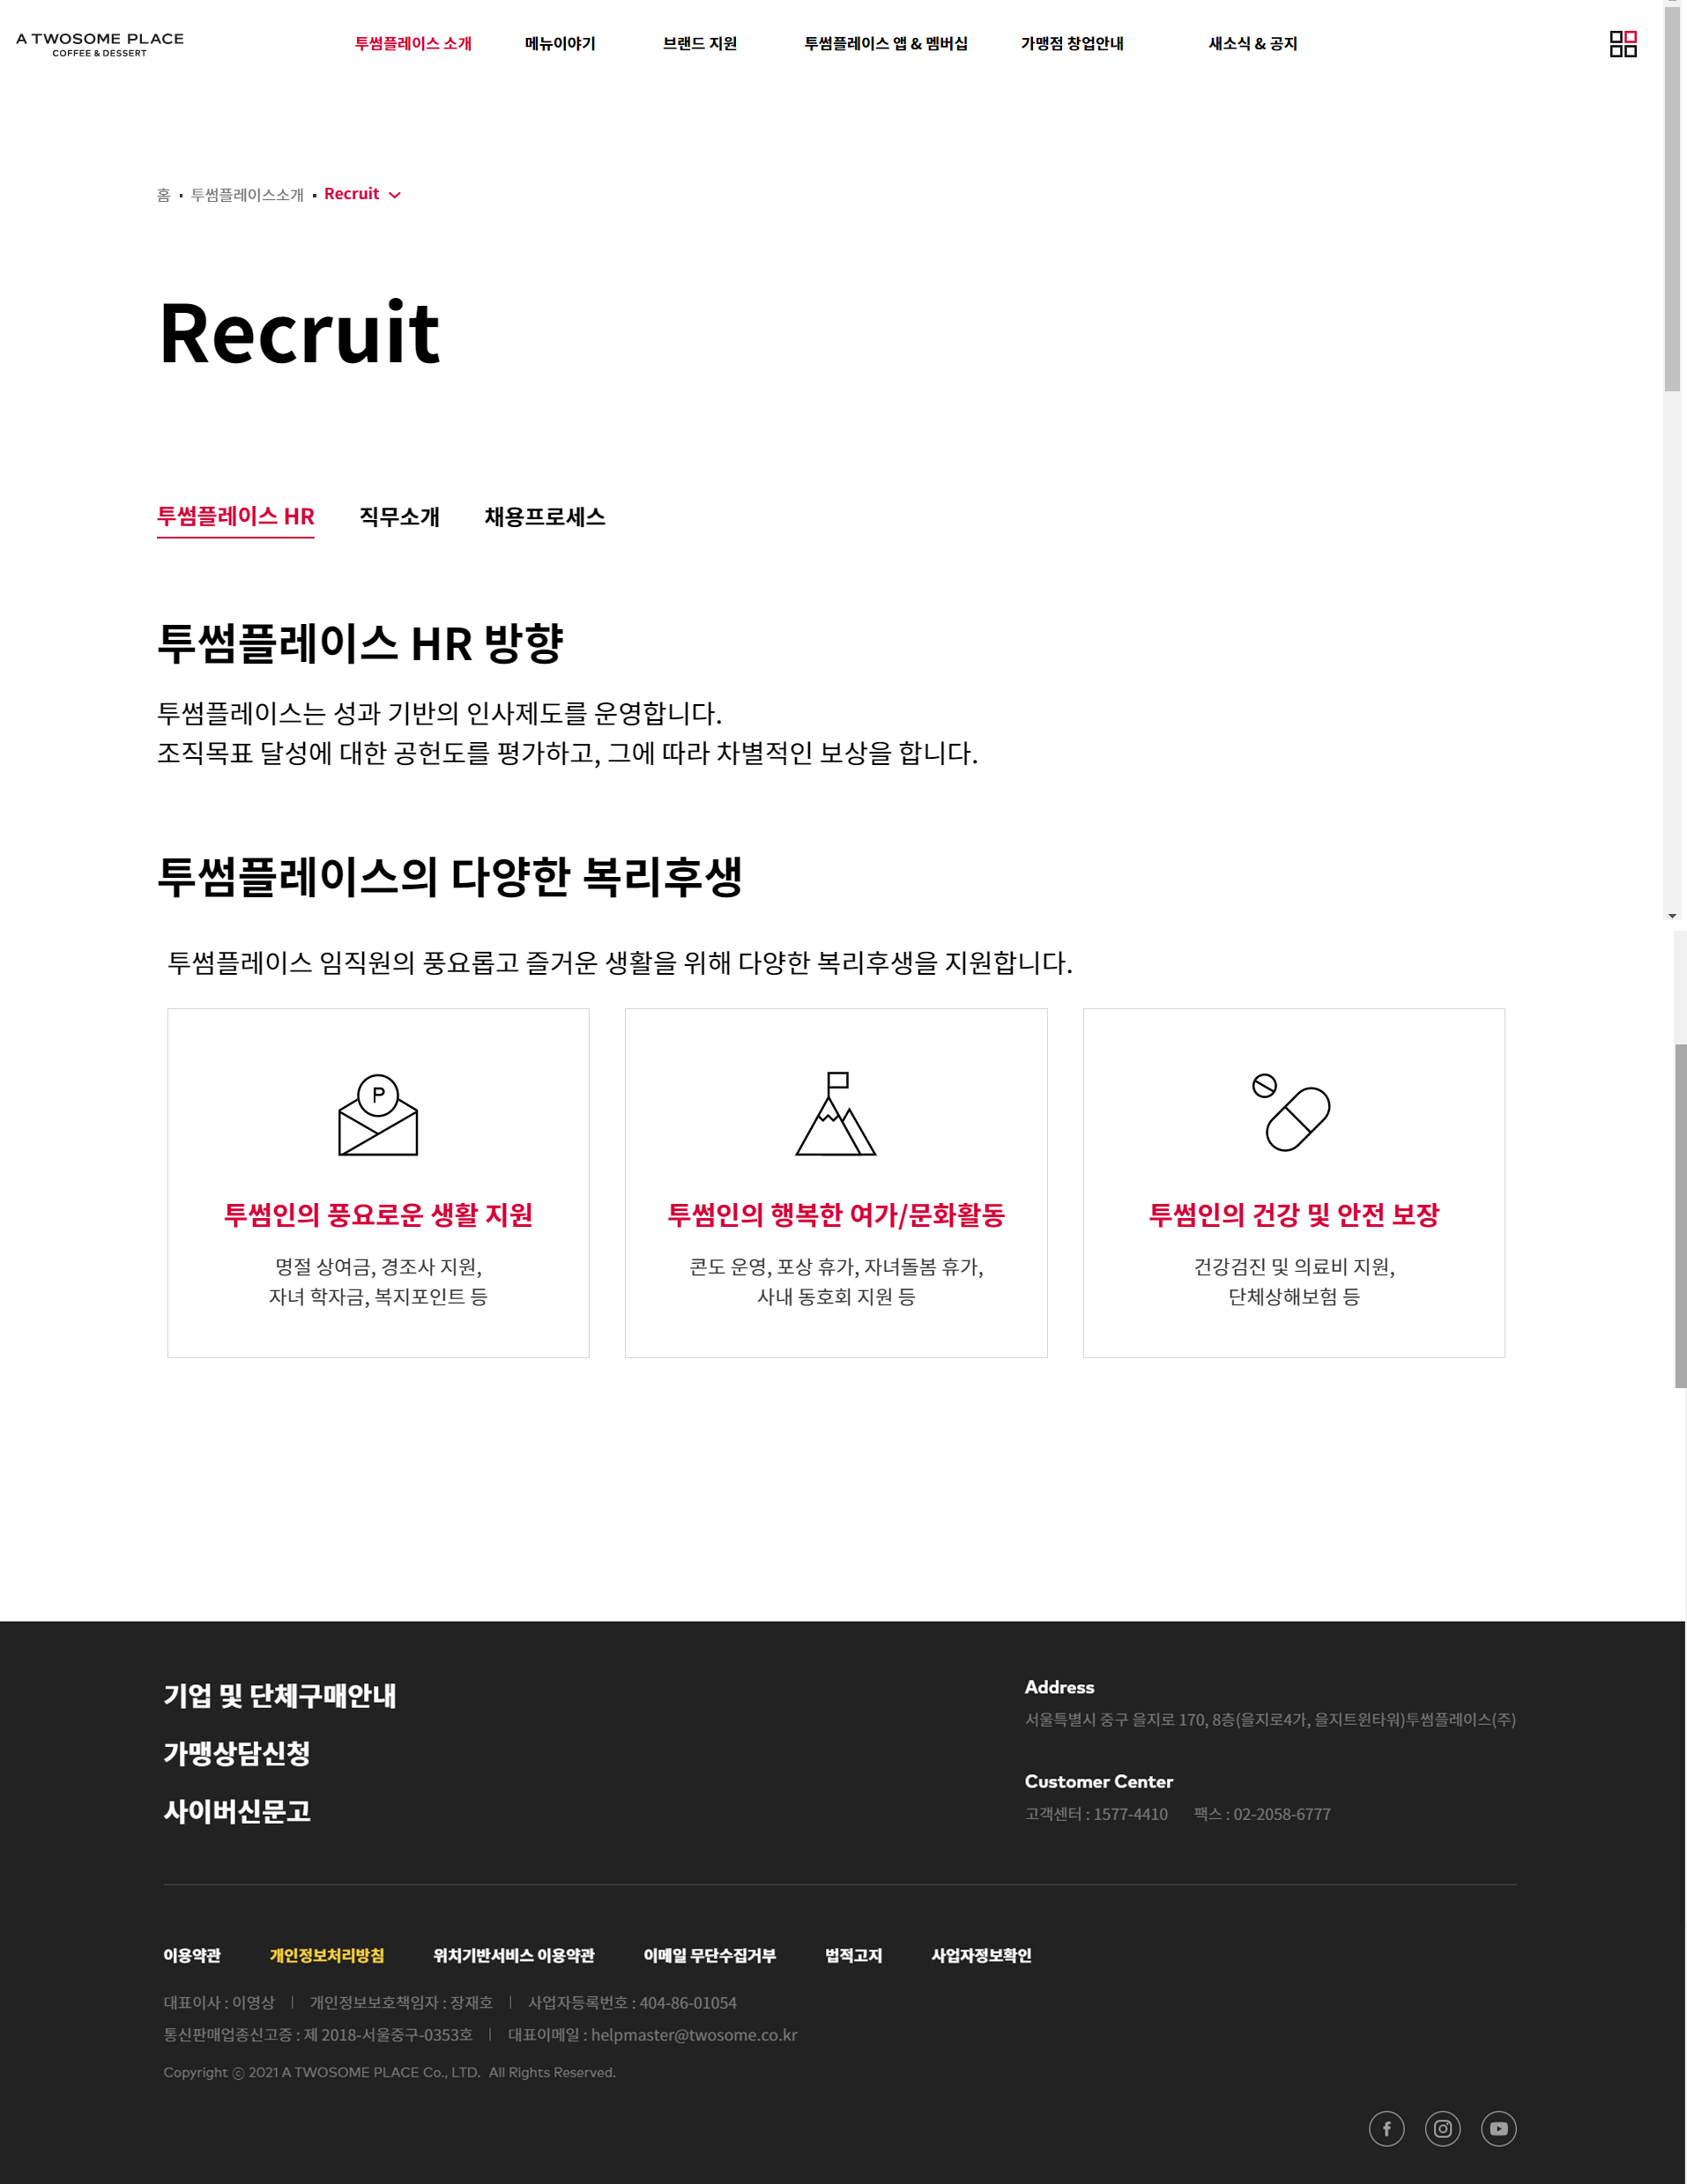 A TWOSOME PLACE
COFFEE & DESSERT
투썸플레이스 소개 메뉴이야기 브랜드 지원 투썸플레이스 앱 & 멤버십 가맹점 창업안내 새소식 & 공지
홈 • 투썸플레이스소개 • Recruit
Recruit
투썸플레이스 HR 직무소개 채용프로세스
투썸플레이스 HR 방향
투썸플레이스는 성과 기반의 인사제도를 운영합니다.
조직목표 달성에 대한 공헌도를 평가하고, 그에 따라 차별적인 보상을 합니다.
투썸플레이스의 다양한 복리후생
투썸플레이스 임직원의 풍요롭고 즐거운 생활을 위해 다양한 복리후생을 지원합니다.
P
투썸인의 풍요로운 생활 지원
명절 상여금, 경조사 지원,
자녀 학자금, 복지포인트 등
투썸인의 행복한 여가/문화활동
콘도 운영, 포상 휴가, 자녀돌봄 휴가,
사내 동호회 지원 등
투썸인의 건강 및 안전 보장
건강검진 및 의료비 지원,
단체상해보험 등
기업 및 단체구매안내
가맹상담신청
사이버신문고
Address
서울특별시 중구 을지로 170, 8층(을지로4가, 을지트윈타워)투썸플레이스(주)
Customer Center
고객센터 : 1577-4410 팩스 : 02-2058-6777
이용약관 개인정보처리방침 위치기반서비스 이용약관 이메일 무단수집거부 법적고지 사업자정보확인
대표이사 : 이영상 | 개인정보보호책임자 : 장재호 | 사업자등록번호 : 404-86-01054
통신판매업종신고증 : 제 2018-서울중구-0353호 | 대표이메일 : helpmaster@twosome.co.kr
Copyright ⓒ 2021 A TWOSOME PLACE Co., LTD. All Rights Reserved.